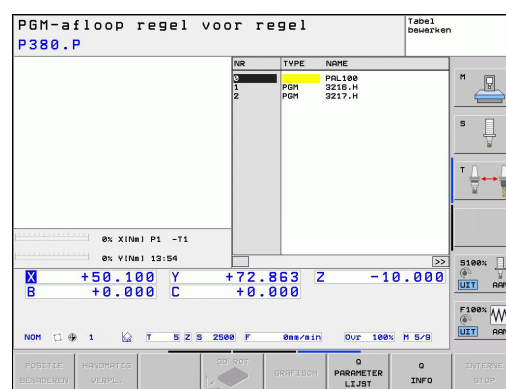 PGM-afloop regel voor regel
Tabel
bewerken
P380.P
NR TYPE NAME
0 PAL100
1 PGM 3216.H
2 PGM 3217.H
M
S
T
0% X[Nm] P1 -T1
0% Y[Nm] 13:54
>>
X +50.100 Y +72.863 Z -10.000
B +0.000 C +0.000
NOM 1 T 5 Z S 2500 F 0mm/min Ovr 100% M 5/9
S100%
UIT AAN
F100%
UIT AAN
POSITIE
BENADEREN
HANDMATIG
VERPL.
3D ROT
GRAFISCH
Q
PARAMETER
LIJST
Q
INFO
INTERNE
STOP